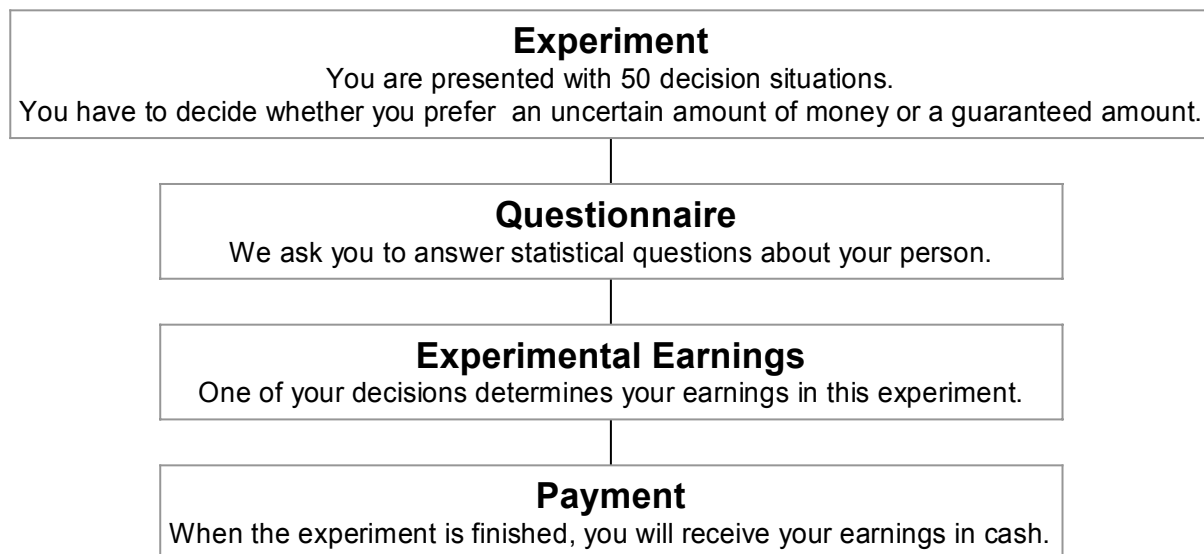 Experiment
You are presented with 50 decision situations.
You have to decide whether you prefer an uncertain amount of money or a guaranteed amount.
Questionnaire
We ask you to answer statistical questions about your person.
Experimental Earnings
One of your decisions determines your earnings in this experiment.
Payment
When the experiment is finished, you will receive your earnings in cash.